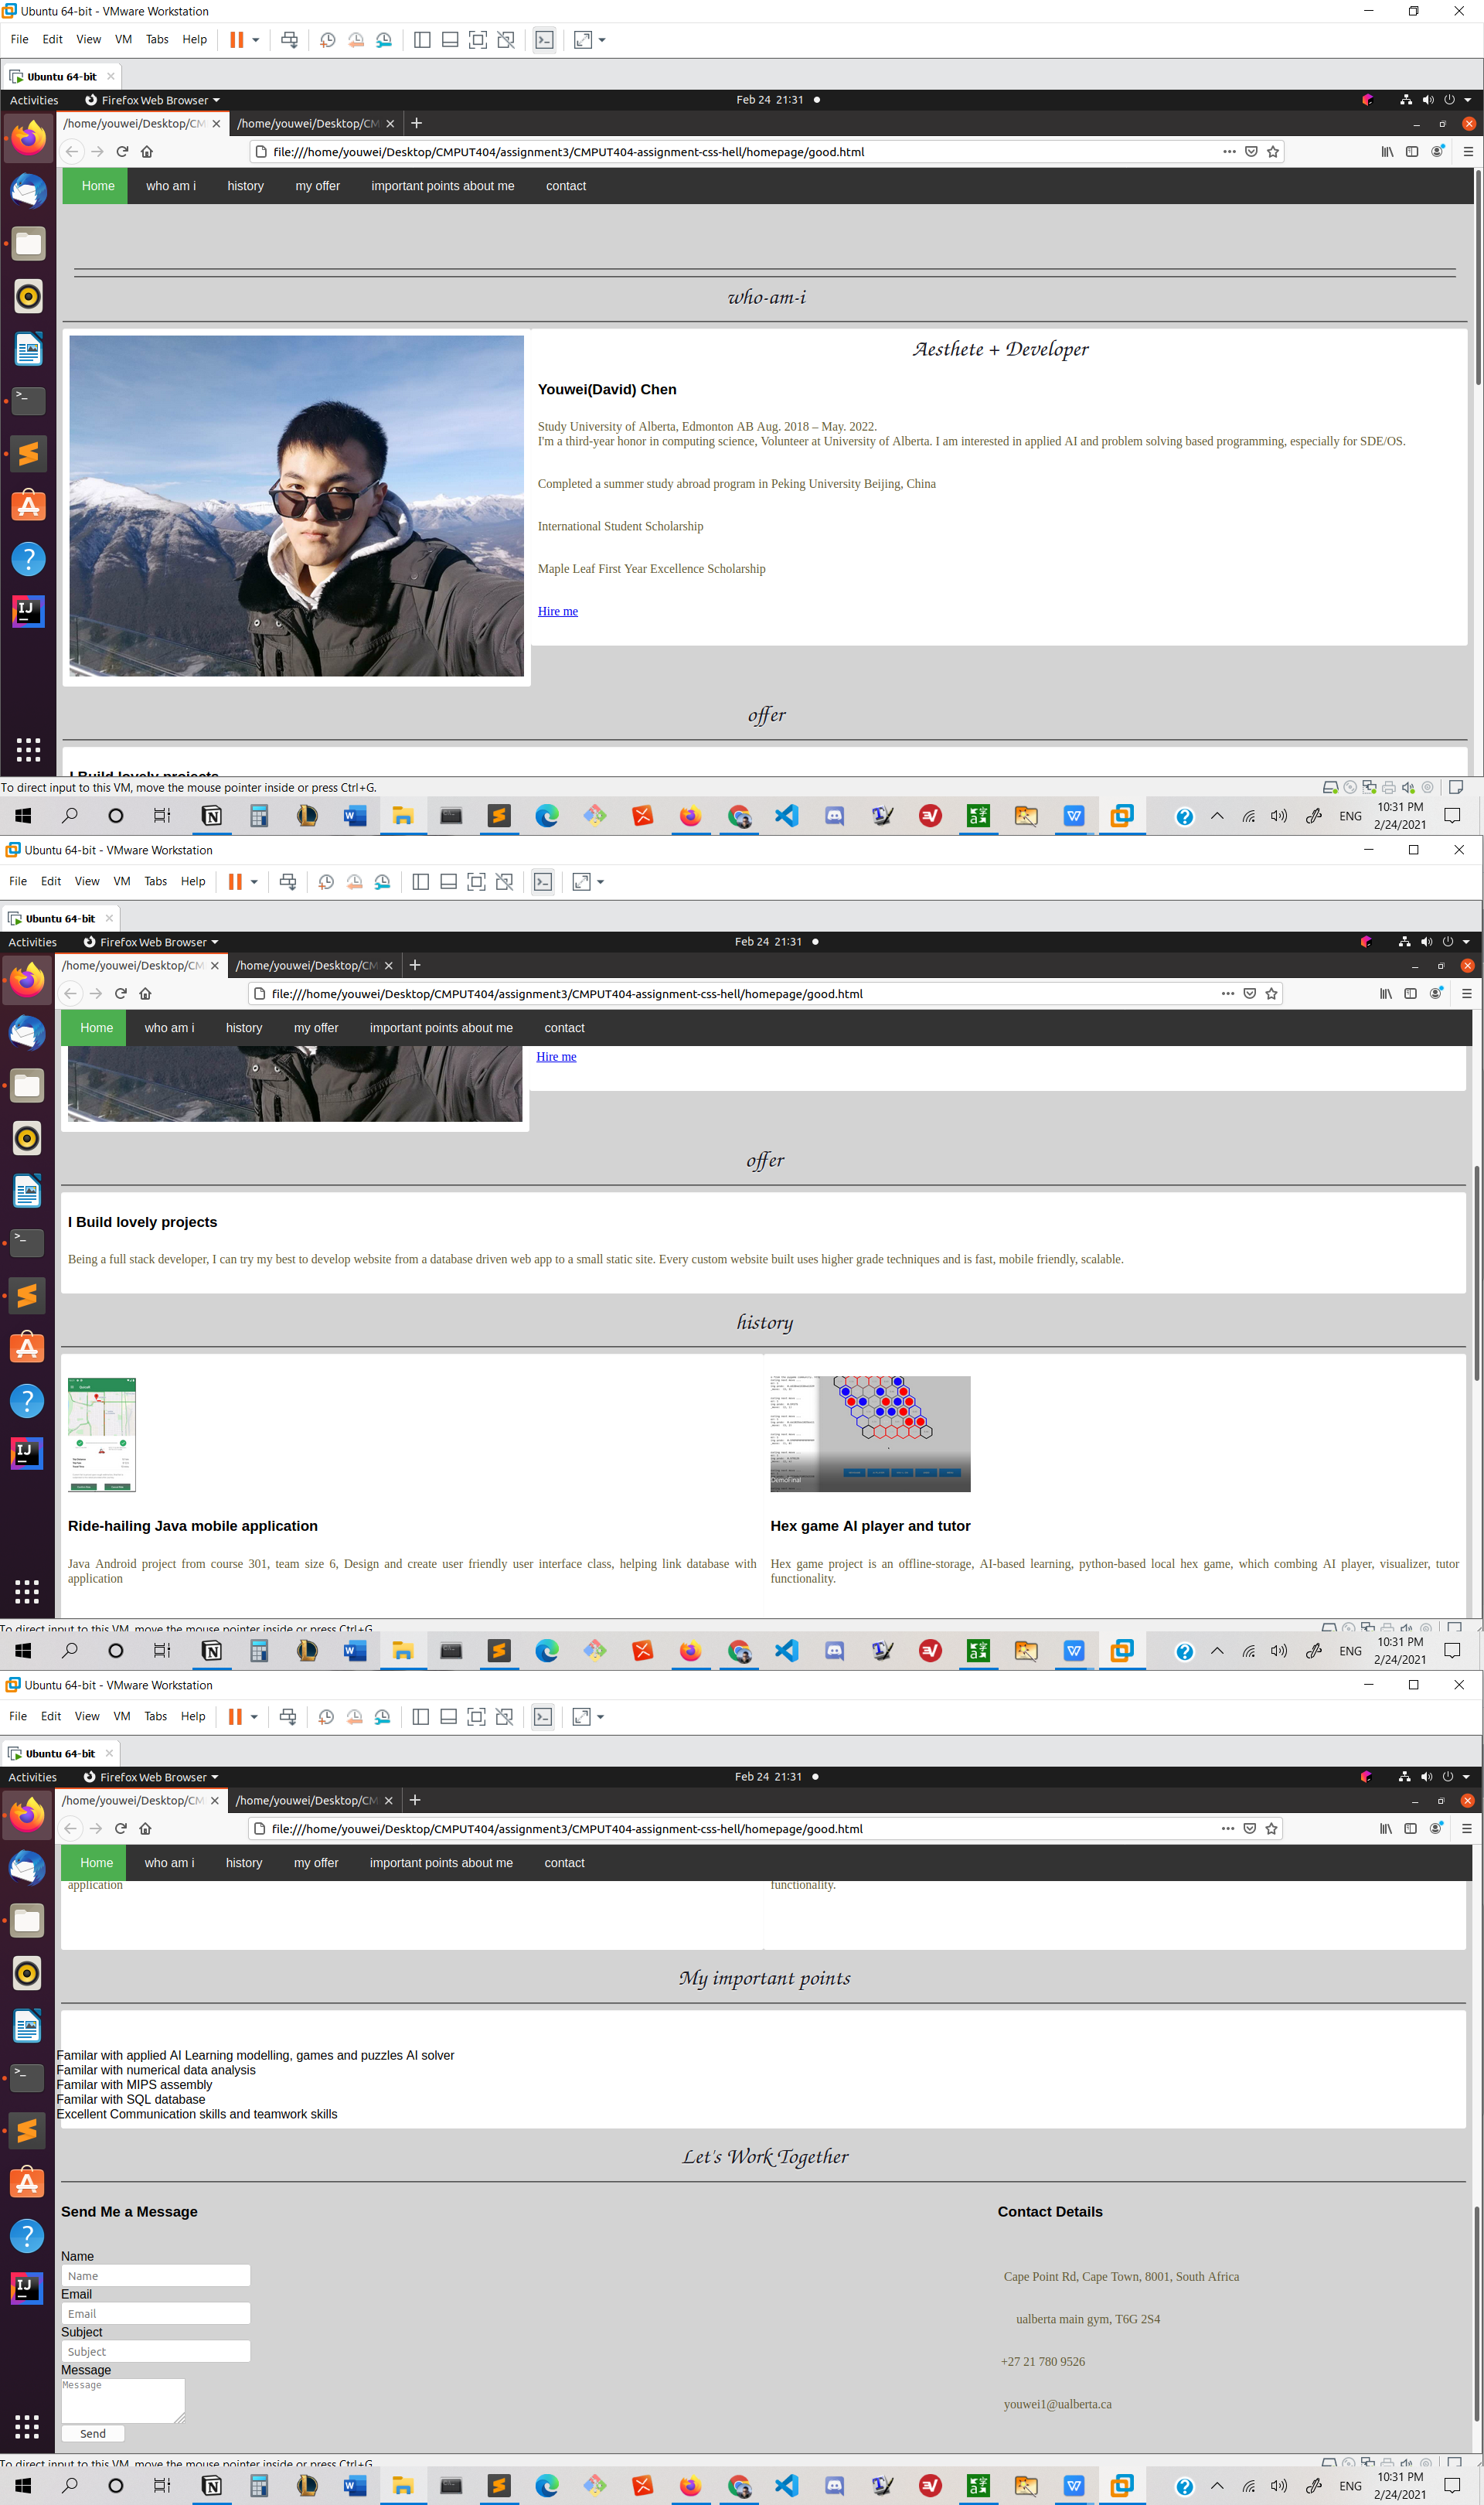 Ubuntu 64-bit - VMware Workstation
File Edit View VM Tabs Help
Ubuntu 64-bit
Activities Firefox Web Browser Feb 24 21:31
/home/youwei/Desktop/CM /home/youwei/Desktop/CM
file:///home/youwei/Desktop/CMPUT404/assignment3/CMPUT404-assignment-css-hell/homepage/good.html
Home who am i history my offer important points about me contact
who-am-i
Aesthete + Developer
Youwei(David) Chen
Study University of Alberta, Edmonton AB Aug. 2018 – May. 2022.
I'm a third-year honor in computing science, Volunteer at University of Alberta. I am interested in applied AI and problem solving based programming, especially for SDE/OS.
Completed a summer study abroad program in Peking University Beijing, China
International Student Scholarship
Maple Leaf First Year Excellence Scholarship
Hire me
offer
I Build lovely projects
To direct input to this VM, move the mouse pointer inside or press Ctrl+G.
ENG 10:31 PM
2/24/2021
Ubuntu 64-bit - VMware Workstation
File Edit View VM Tabs Help
Ubuntu 64-bit
Activities Firefox Web Browser Feb 24 21:31
/home/youwei/Desktop/CM /home/youwei/Desktop/CM
file:///home/youwei/Desktop/CMPUT404/assignment3/CMPUT404-assignment-css-hell/homepage/good.html
Home who am i history my offer important points about me contact
Hire me
offer
I Build lovely projects
Being a full stack developer, I can try my best to develop website from a database driven web app to a small static site. Every custom website built uses higher grade techniques and is fast, mobile friendly, scalable.
history
DemoFinal
Ride-hailing Java mobile application
Java Android project from course 301, team size 6, Design and create user friendly user interface class, helping link database with
application
Hex game AI player and tutor
Hex game project is an offline-storage, AI-based learning, python-based local hex game, which combing AI player, visualizer, tutor
functionality.
To direct input to this VM, move the mouse pointer inside or press Ctrl+G.
ENG 10:31 PM
2/24/2021
Ubuntu 64-bit - VMware Workstation
File Edit View VM Tabs Help
Ubuntu 64-bit
Activities Firefox Web Browser Feb 24 21:31
/home/youwei/Desktop/CM /home/youwei/Desktop/CM
file:///home/youwei/Desktop/CMPUT404/assignment3/CMPUT404-assignment-css-hell/homepage/good.html
Home who am i history my offer important points about me contact
application functionality.
My important points
Familar with applied AI Learning modelling, games and puzzles AI solver
Familar with numerical data analysis
Familar with MIPS assembly
Familar with SQL database
Excellent Communication skills and teamwork skills
Let's Work Together
Send Me a Message
Name
Name
Email
Email
Subject
Subject
Message
Message
Send
Contact Details
Cape Point Rd, Cape Town, 8001, South Africa
ualberta main gym, T6G 2S4
+27 21 780 9526
youwei1@ualberta.ca
To direct input to this VM, move the mouse pointer inside or press Ctrl+G.
ENG 10:31 PM
2/24/2021